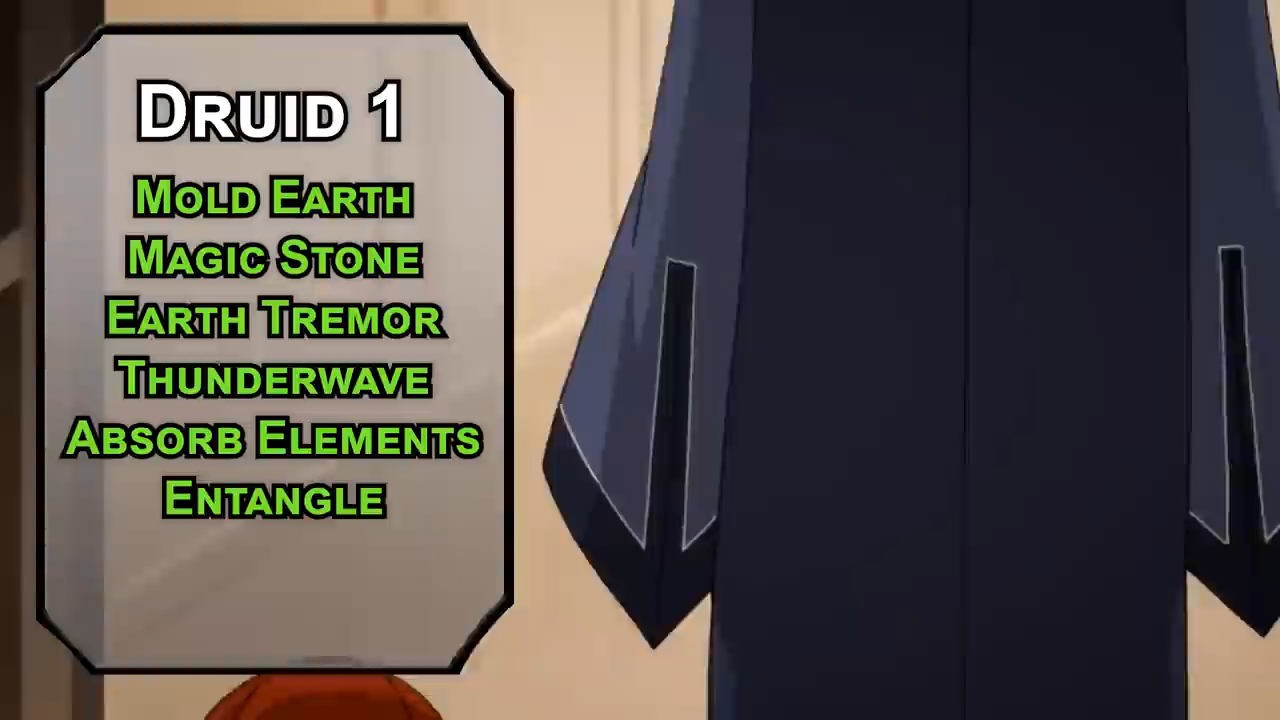 Druid 1
Mold Earth
Magic Stone
Earth Tremor
Thunderwave
Absorb Elements
Entangle